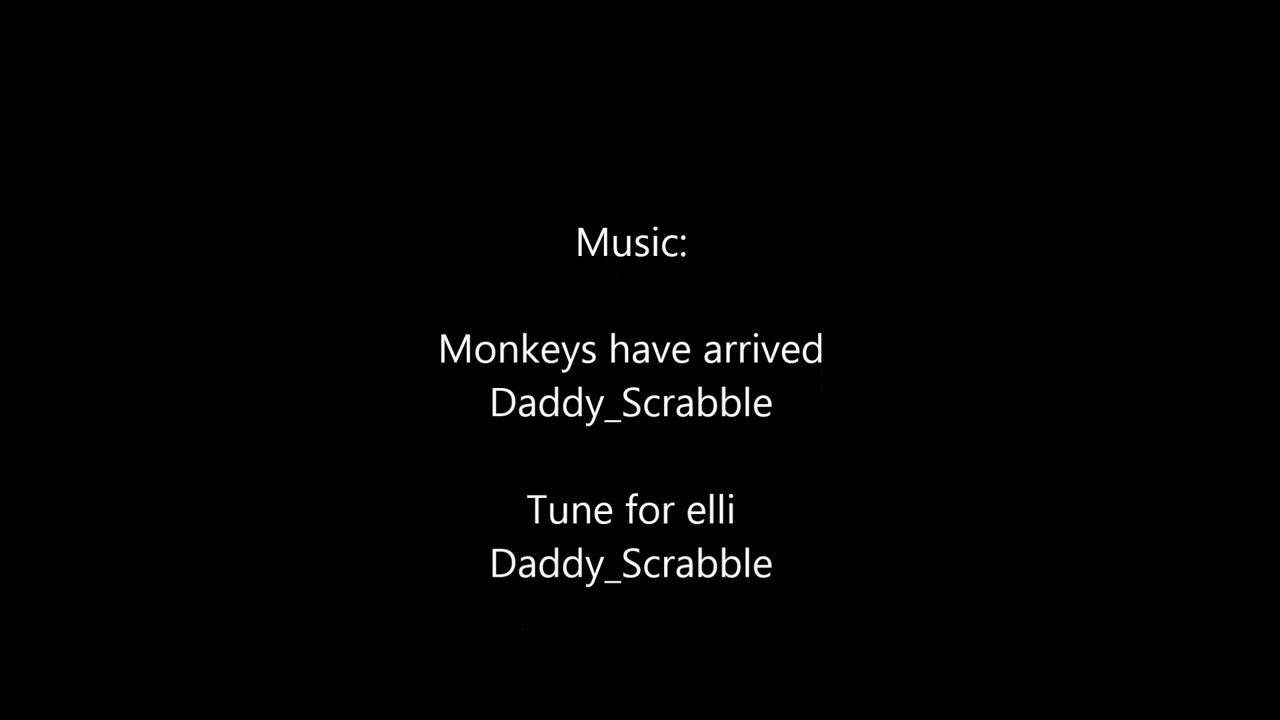 Music:
Monkeys have arrived
Daddy_Scrabble
Tune for elli
Daddy_Scrabble